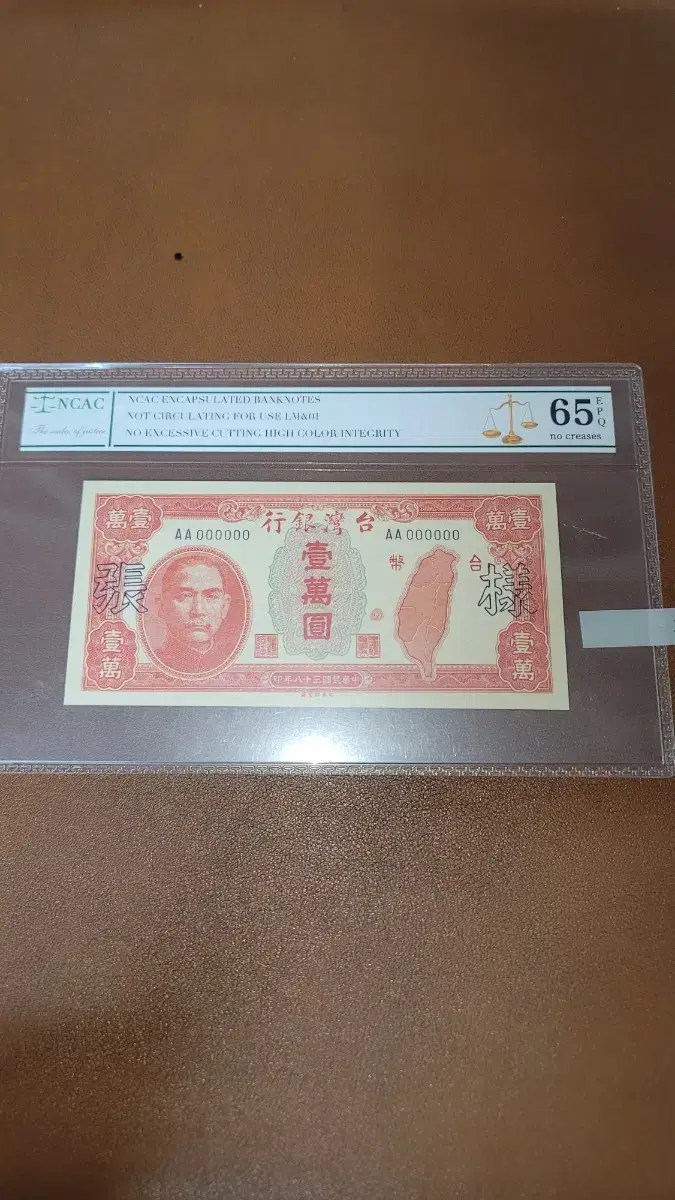 NCAC
The scales of justice
NCAC ENCAPSULATED BANKNOTES
NOT CIRCULATING FOR USE LM&01
NO EXCESSIVE CUTTING HIGH COLOR INTEGRITY
65 EPQ
no creases
萬壹
行銀灣台
萬壹
AA 000000
AA 000000
張
壹萬圓
幣台
樣
壹萬
壹萬
印年八十三國民華中